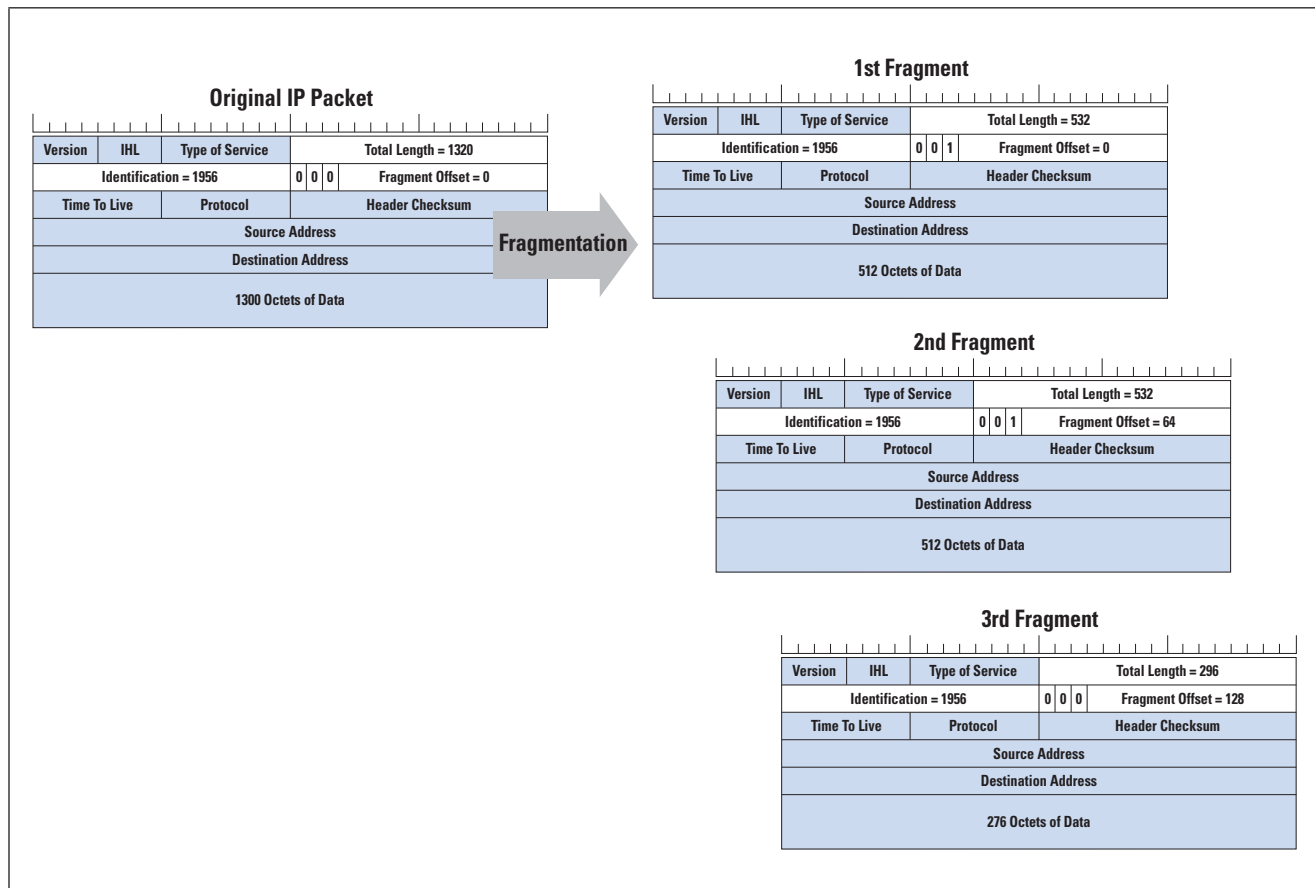 Original IP Packet
Version IHL Type of Service Total Length = 1320
Identification = 1956 0 0 0 Fragment Offset = 0
Time To Live Protocol Header Checksum
Source Address
Destination Address
1300 Octets of Data
Fragmentation
1st Fragment
Version IHL Type of Service Total Length = 532
Identification = 1956 0 0 1 Fragment Offset = 0
Time To Live Protocol Header Checksum
Source Address
Destination Address
512 Octets of Data
2nd Fragment
Version IHL Type of Service Total Length = 532
Identification = 1956 0 0 1 Fragment Offset = 64
Time To Live Protocol Header Checksum
Source Address
Destination Address
512 Octets of Data
3rd Fragment
Version IHL Type of Service Total Length = 296
Identification = 1956 0 0 0 Fragment Offset = 128
Time To Live Protocol Header Checksum
Source Address
Destination Address
276 Octets of Data